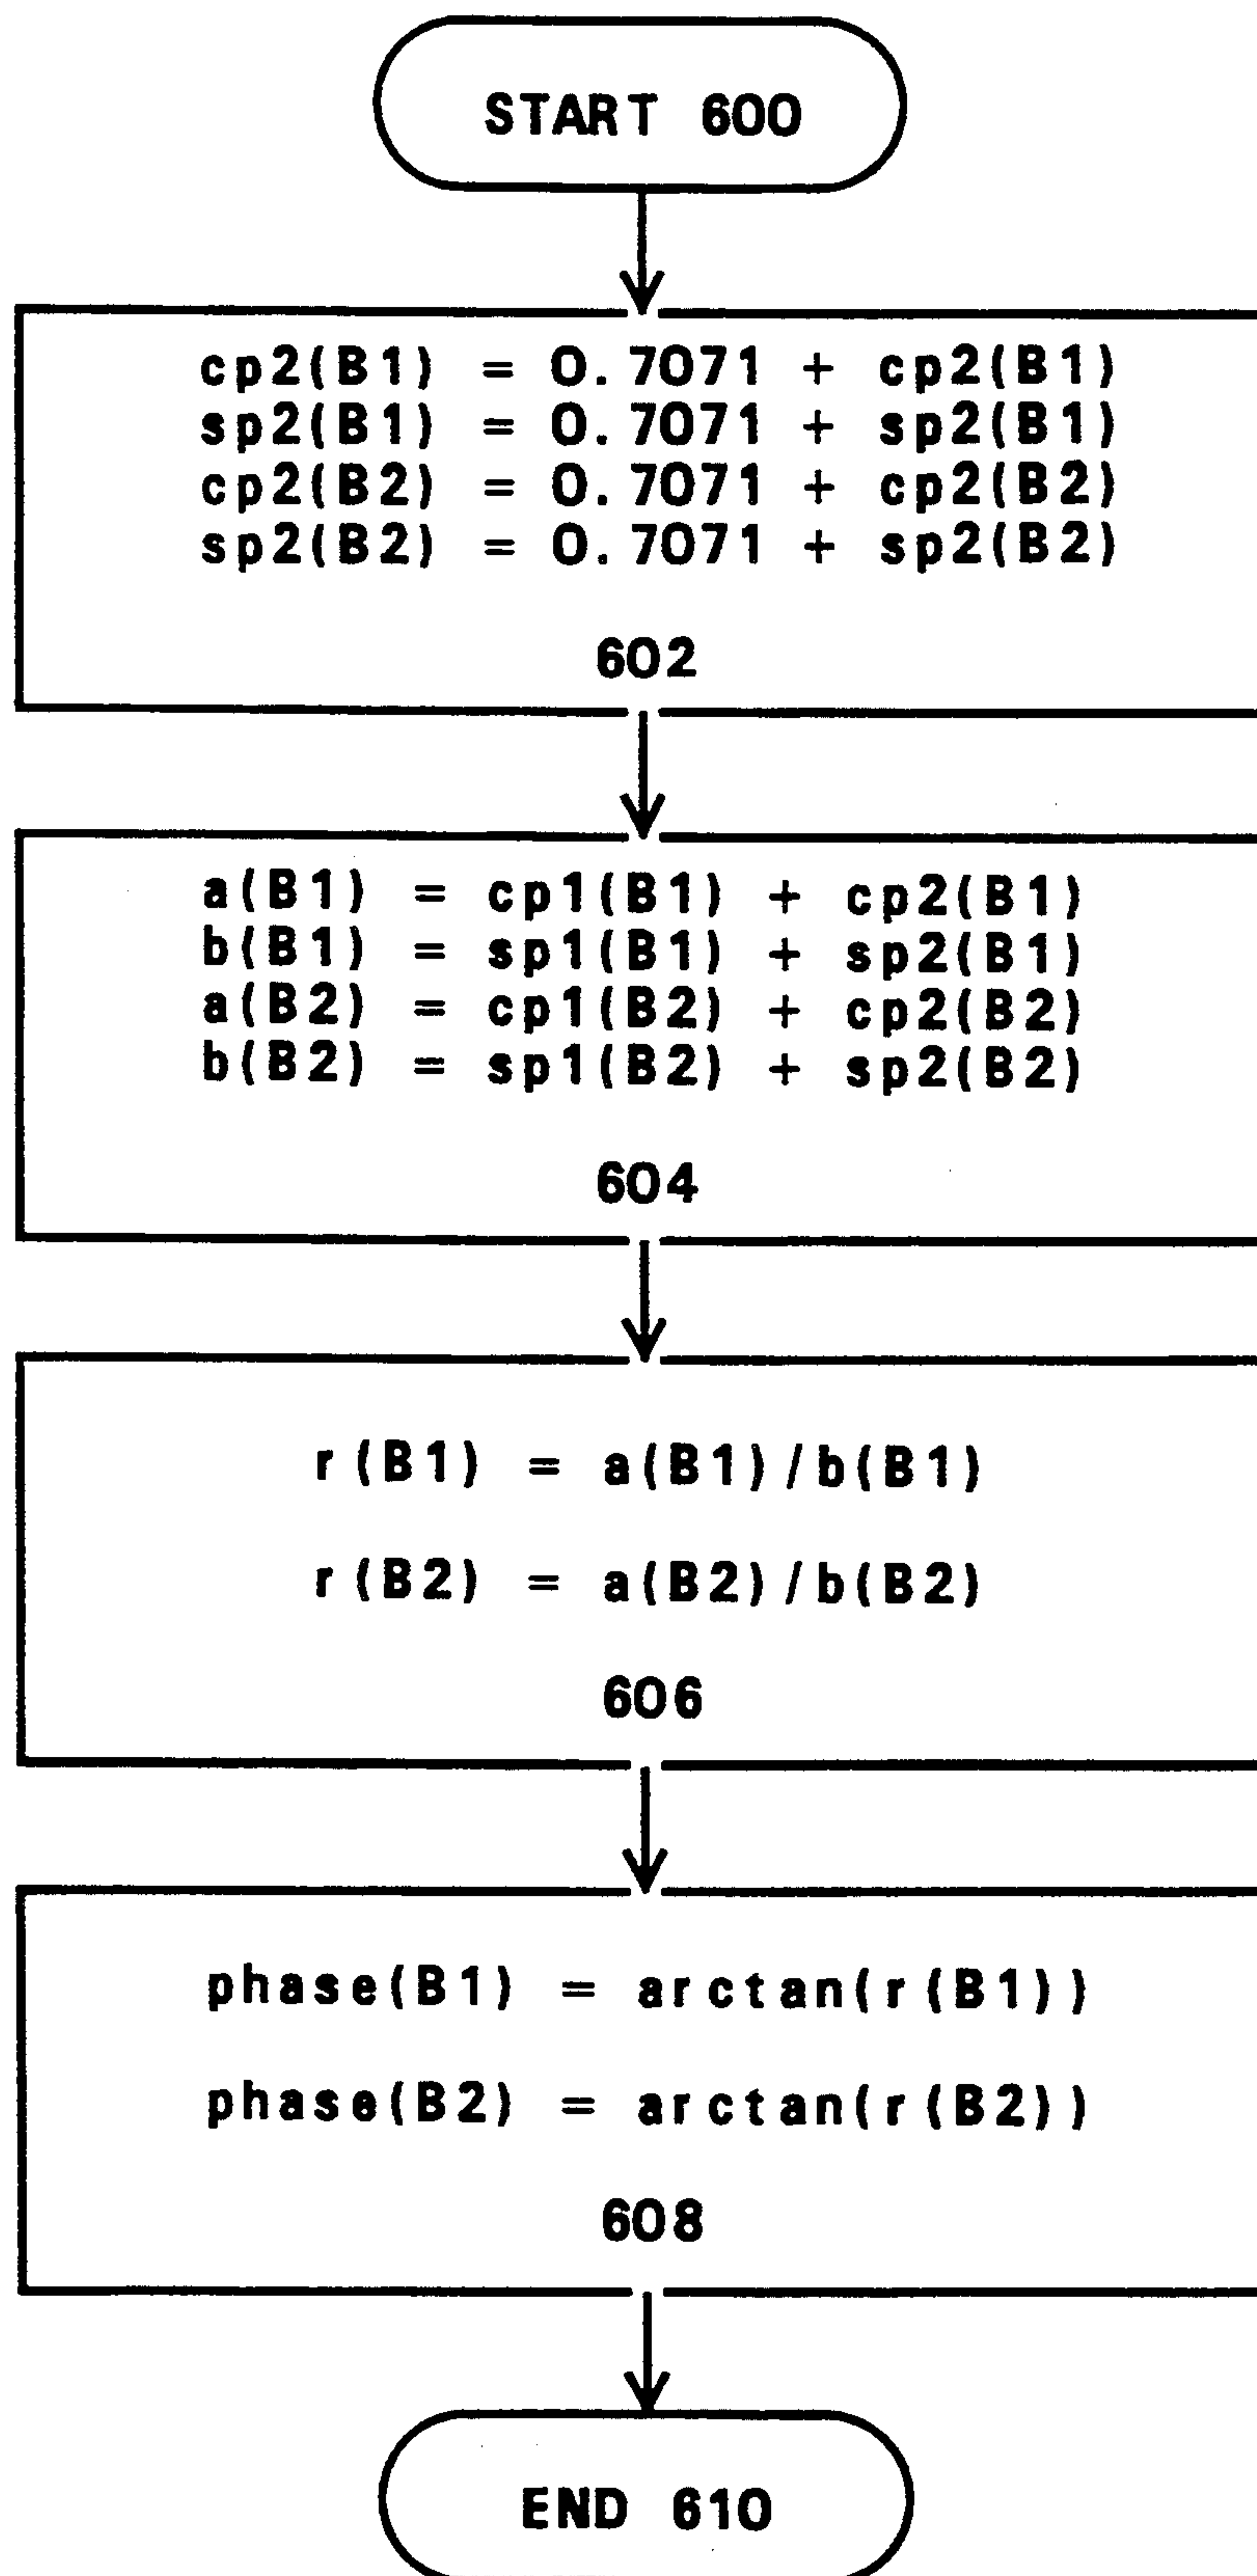 START 600
cp2(B1) = 0.7071 + cp2(B1)
sp2(B1) = 0.7071 + sp2(B1)
cp2(B2) = 0.7071 + cp2(B2)
sp2(B2) = 0.7071 + sp2(B2)
602
a(B1) = cp1(B1) + cp2(B1)
b(B1) = sp1(B1) + sp2(B1)
a(B2) = cp1(B2) + cp2(B2)
b(B2) = sp1(B2) + sp2(B2)
604
r(B1) = a(B1)/b(B1)
r(B2) = a(B2)/b(B2)
606
phase(B1) = arctan(r(B1))
phase(B2) = arctan(r(B2))
608
END 610